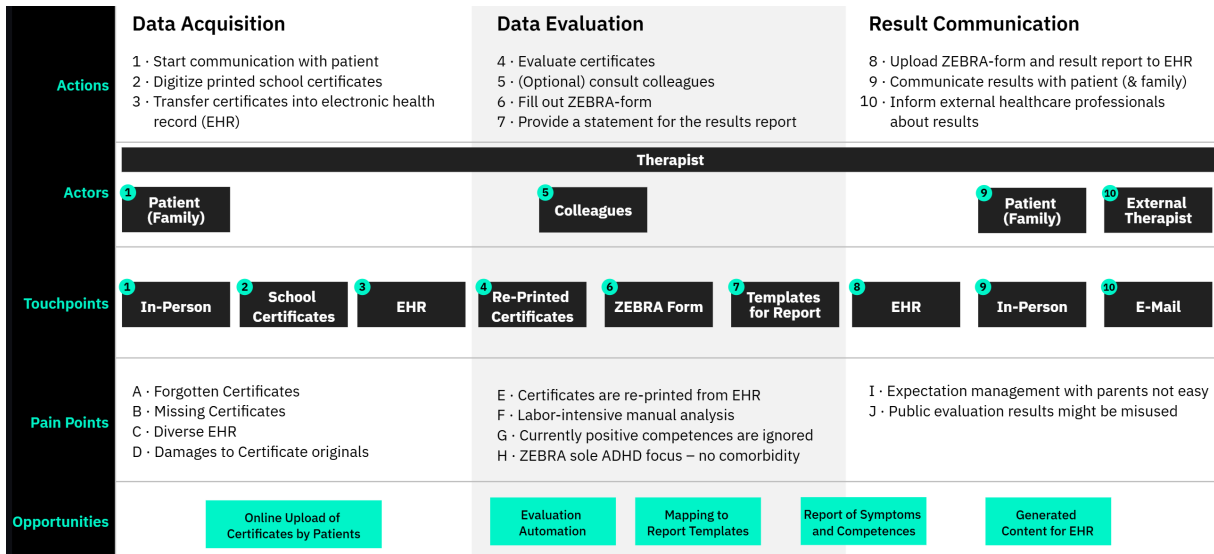 Data Acquisition
Data Evaluation
Result Communication
Actions
1 · Start communication with patient
2 · Digitize printed school certificates
3 · Transfer certificates into electronic health
record (EHR)
4 · Evaluate certificates
5 · (Optional) consult colleagues
6 · Fill out ZEBRA-form
7 · Provide a statement for the results report
8 · Upload ZEBRA-form and result report to EHR
9 · Communicate results with patient (& family)
10 · Inform external healthcare professionals
about results
Actors
Therapist
1
Patient
(Family)
5
Colleagues
9
Patient
(Family)
10
External
Therapist
Touchpoints
1
In-Person
2
School
Certificates
3
EHR
4
Re-Printed
Certificates
6
ZEBRA Form
7
Templates
for Report
8
EHR
9
In-Person
10
E-Mail
Pain Points
A · Forgotten Certificates
B · Missing Certificates
C · Diverse EHR
D · Damages to Certificate originals
E · Certificates are re-printed from EHR
F · Labor-intensive manual analysis
G · Currently positive competences are ignored
H · ZEBRA sole ADHD focus – no comorbidity
I · Expectation management with parents not easy
J · Public evaluation results might be misused
Opportunities
Online Upload of
Certificates by Patients
Evaluation
Automation
Mapping to
Report Templates
Report of Symptoms
and Competences
Generated
Content for EHR